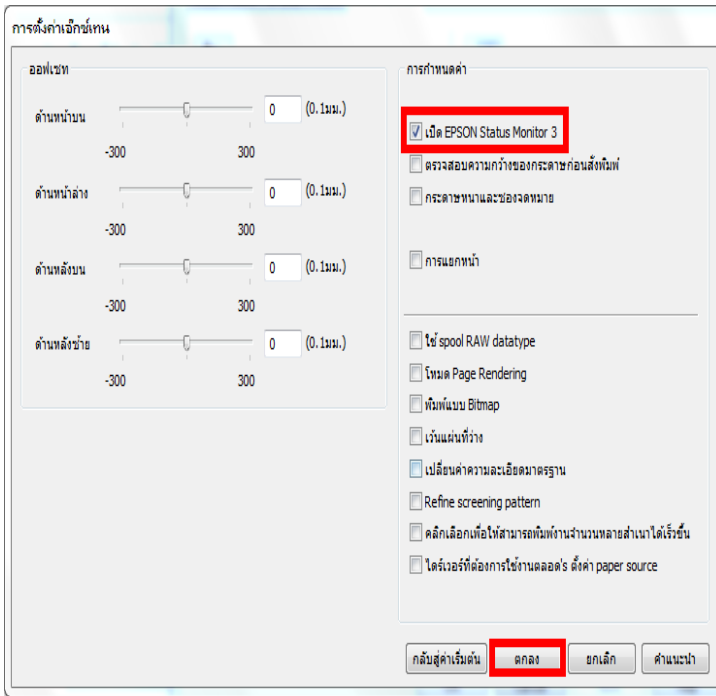 การตั้งค่าเอ็กซ์เทน
ออฟเซท
ด้านหน้าบน 0 (0.1มม.)
-300 300
ด้านหน้าล่าง 0 (0.1มม.)
-300 300
ด้านหลังบน 0 (0.1มม.)
-300 300
ด้านหลังซ้าย 0 (0.1มม.)
-300 300
การกำหนดค่า
เปิด EPSON Status Monitor 3
ตรวจสอบความกว้างของกระดาษก่อนสั่งพิมพ์
กระดาษหนาและซองจดหมาย
การแยกหน้า
ใช้ spool RAW datatype
โหมด Page Rendering
พิมพ์แบบ Bitmap
เว้นแผ่นที่ว่าง
เปลี่ยนค่าความละเอียดมาตรฐาน
Refine screening pattern
คลิกเลือกเพื่อให้สามารถพิมพ์งานจำนวนหลายสำเนาได้เร็วขึ้น
ไดร์เวอร์ที่ต้องการใช้งานตลอด's ตั้งค่า paper source
กลับสู่ค่าเริ่มต้น ตกลง ยกเลิก คำแนะนำ